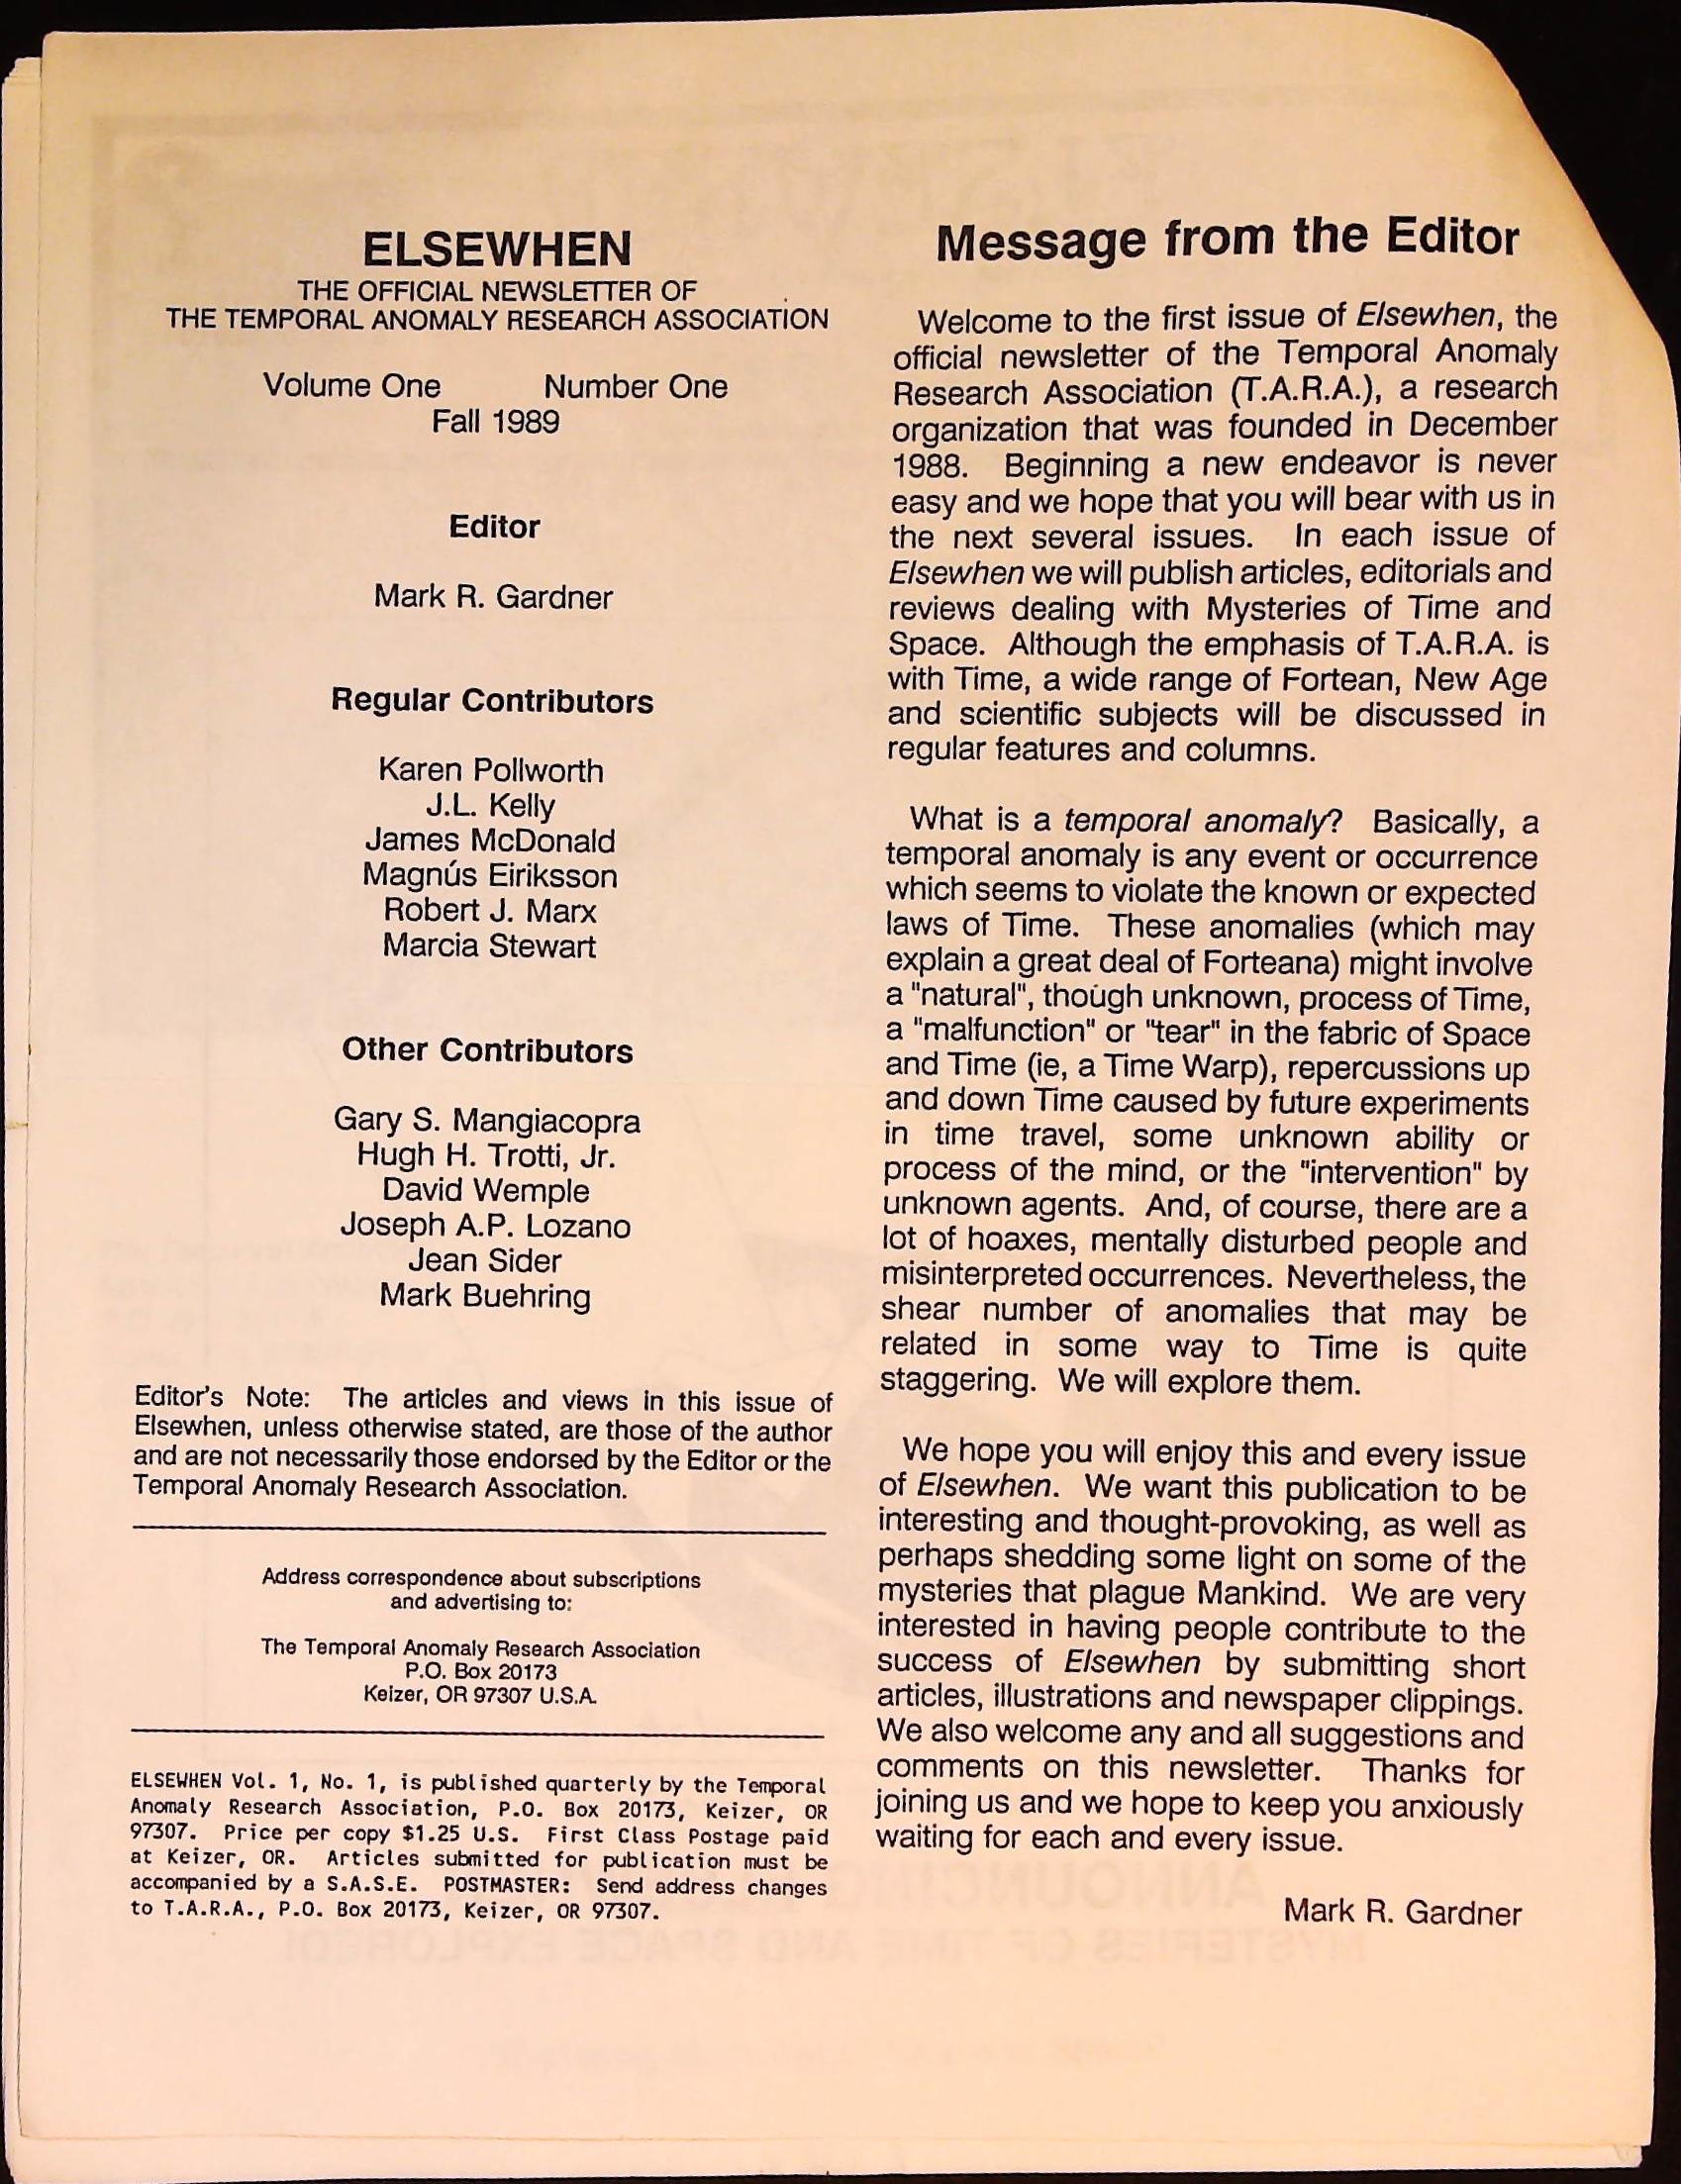 ELSEWHEN
THE OFFICIAL NEWSLETTER OF
THE TEMPORAL ANOMALY RESEARCH ASSOCIATION
Volume One Number One
Fall 1989
Editor
Mark R. Gardner
Regular Contributors
Karen Pollworth
J.L. Kelly
James McDonald
Magnús Eiriksson
Robert J. Marx
Marcia Stewart
Other Contributors
Gary S. Mangiacopra
Hugh H. Trotti, Jr.
David Wemple
Joseph A.P. Lozano
Jean Sider
Mark Buehring
Editor's Note: The articles and views in this issue of
Elsewhen, unless otherwise stated, are those of the author
and are not necessarily those endorsed by the Editor or the
Temporal Anomaly Research Association.
Address correspondence about subscriptions
and advertising to:
The Temporal Anomaly Research Association
P.O. Box 20173
Keizer, OR 97307 U.S.A.
ELSEWHEN Vol. 1, No. 1, is published quarterly by the Temporal
Anomaly Research Association, P.O. Box 20173, Keizer, OR
97307. Price per copy $1.25 U.S. First Class Postage paid
at Keizer, OR. Articles submitted for publication must be
accompanied by a S.A.S.E. POSTMASTER: Send address changes
to T.A.R.A., P.O. Box 20173, Keizer, OR 97307.
Message from the Editor
Welcome to the first issue of Elsewhen, the
official newsletter of the Temporal Anomaly
Research Association (T.A.R.A.), a research
organization that was founded in December
1988. Beginning a new endeavor is never
easy and we hope that you will bear with us in
the next several issues. In each issue of
Elsewhen we will publish articles, editorials and
reviews dealing with Mysteries of Time and
Space. Although the emphasis of T.A.R.A. is
with Time, a wide range of Fortean, New Age
and scientific subjects will be discussed in
regular features and columns.
What is a temporal anomaly? Basically, a
temporal anomaly is any event or occurrence
which seems to violate the known or expected
laws of Time. These anomalies (which may
explain a great deal of Forteana) might involve
a "natural", though unknown, process of Time,
a "malfunction" or "tear" in the fabric of Space
and Time (ie, a Time Warp), repercussions up
and down Time caused by future experiments
in time travel, some unknown ability or
process of the mind, or the "intervention" by
unknown agents. And, of course, there are a
lot of hoaxes, mentally disturbed people and
misinterpreted occurrences. Nevertheless, the
shear number of anomalies that may be
related in some way to Time is quite
staggering. We will explore them.
We hope you will enjoy this and every issue
of Elsewhen. We want this publication to be
interesting and thought-provoking, as well as
perhaps shedding some light on some of the
mysteries that plague Mankind. We are very
interested in having people contribute to the
success of Elsewhen by submitting short
articles, illustrations and newspaper clippings.
We also welcome any and all suggestions and
comments on this newsletter. Thanks for
joining us and we hope to keep you anxiously
waiting for each and every issue.
Mark R. Gardner